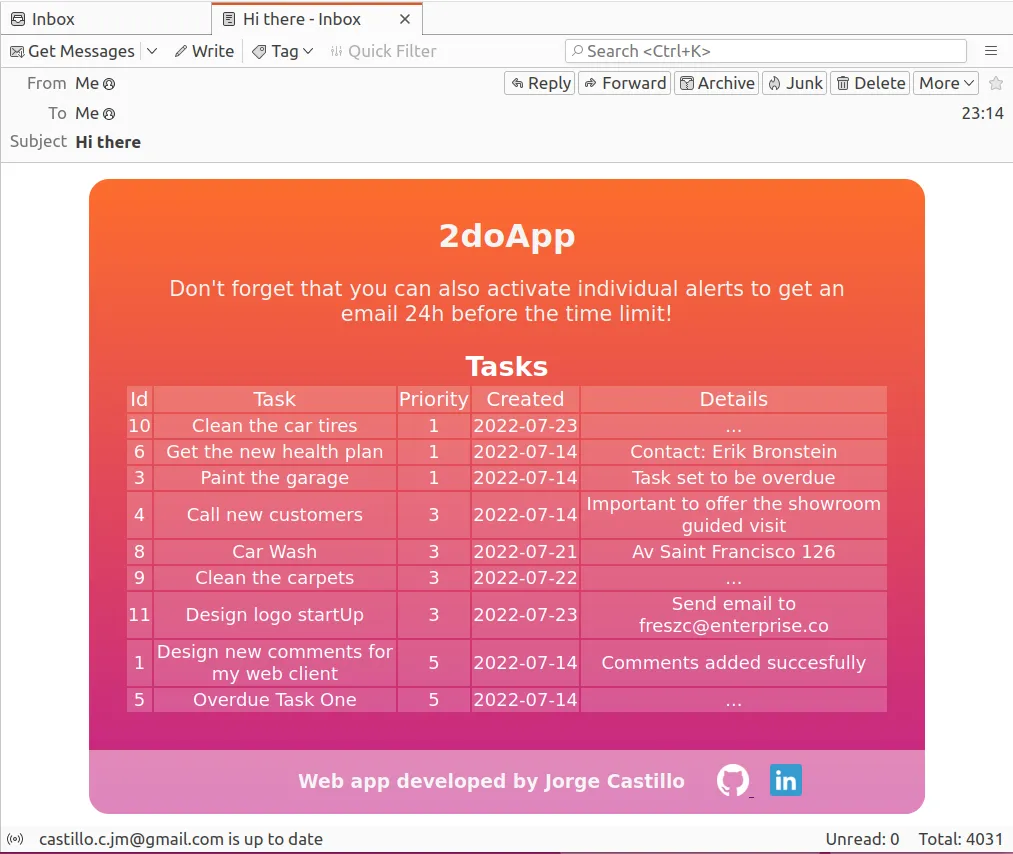 Inbox
Hi there - Inbox
Get Messages Write Tag Quick Filter Search <Ctrl+K>
From Me Reply Forward Archive Junk Delete More
To Me 23:14
Subject Hi there
2doApp
Don't forget that you can also activate individual alerts to get an
email 24h before the time limit!
Tasks
Id Task Priority Created Details
10 Clean the car tires 1 2022-07-23 ...
6 Get the new health plan 1 2022-07-14 Contact: Erik Bronstein
3 Paint the garage 1 2022-07-14 Task set to be overdue
4 Call new customers 3 2022-07-14 Important to offer the showroom
guided visit
8 Car Wash 3 2022-07-21 Av Saint Francisco 126
9 Clean the carpets 3 2022-07-22 ...
11 Design logo startUp 3 2022-07-23 Send email to
freszc@enterprise.co
1 Design new comments for
my web client 5 2022-07-14 Comments added succesfully
5 Overdue Task One 5 2022-07-14 ...
Web app developed by Jorge Castillo in
castillo.c.jm@gmail.com is up to date Unread: 0 Total: 4031